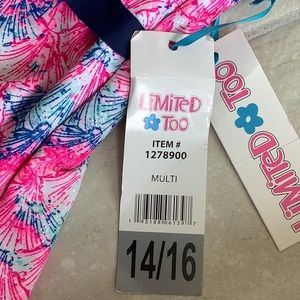 LiMiTeD
TOO
ITEM #
1278900
MULTI
14/16
LiMiTeD TOO